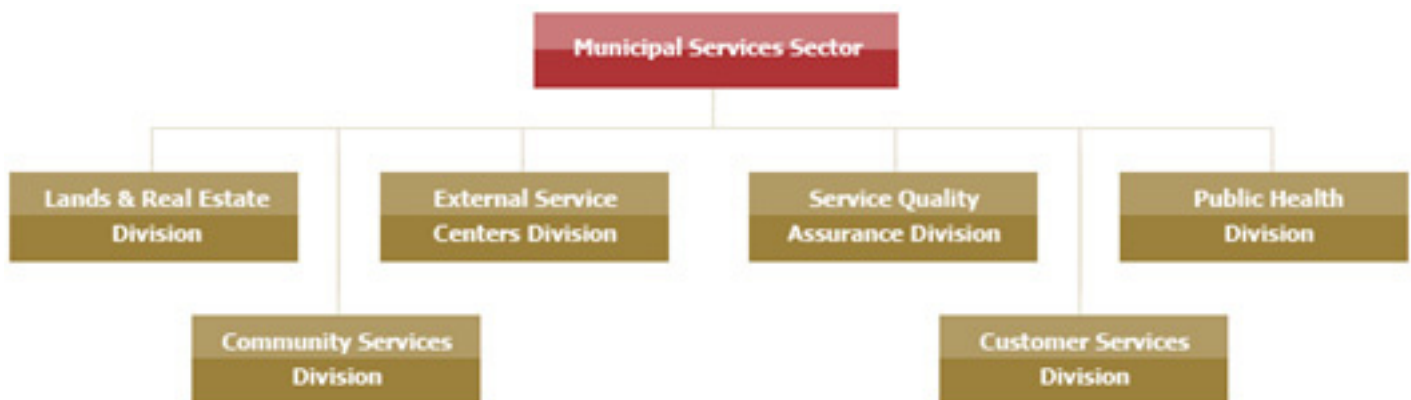 Municipal Services Sector
Lands & Real Estate
Division
External Service
Centers Division
Service Quality
Assurance Division
Public Health
Division
Community Services
Division
Customer Services
Division